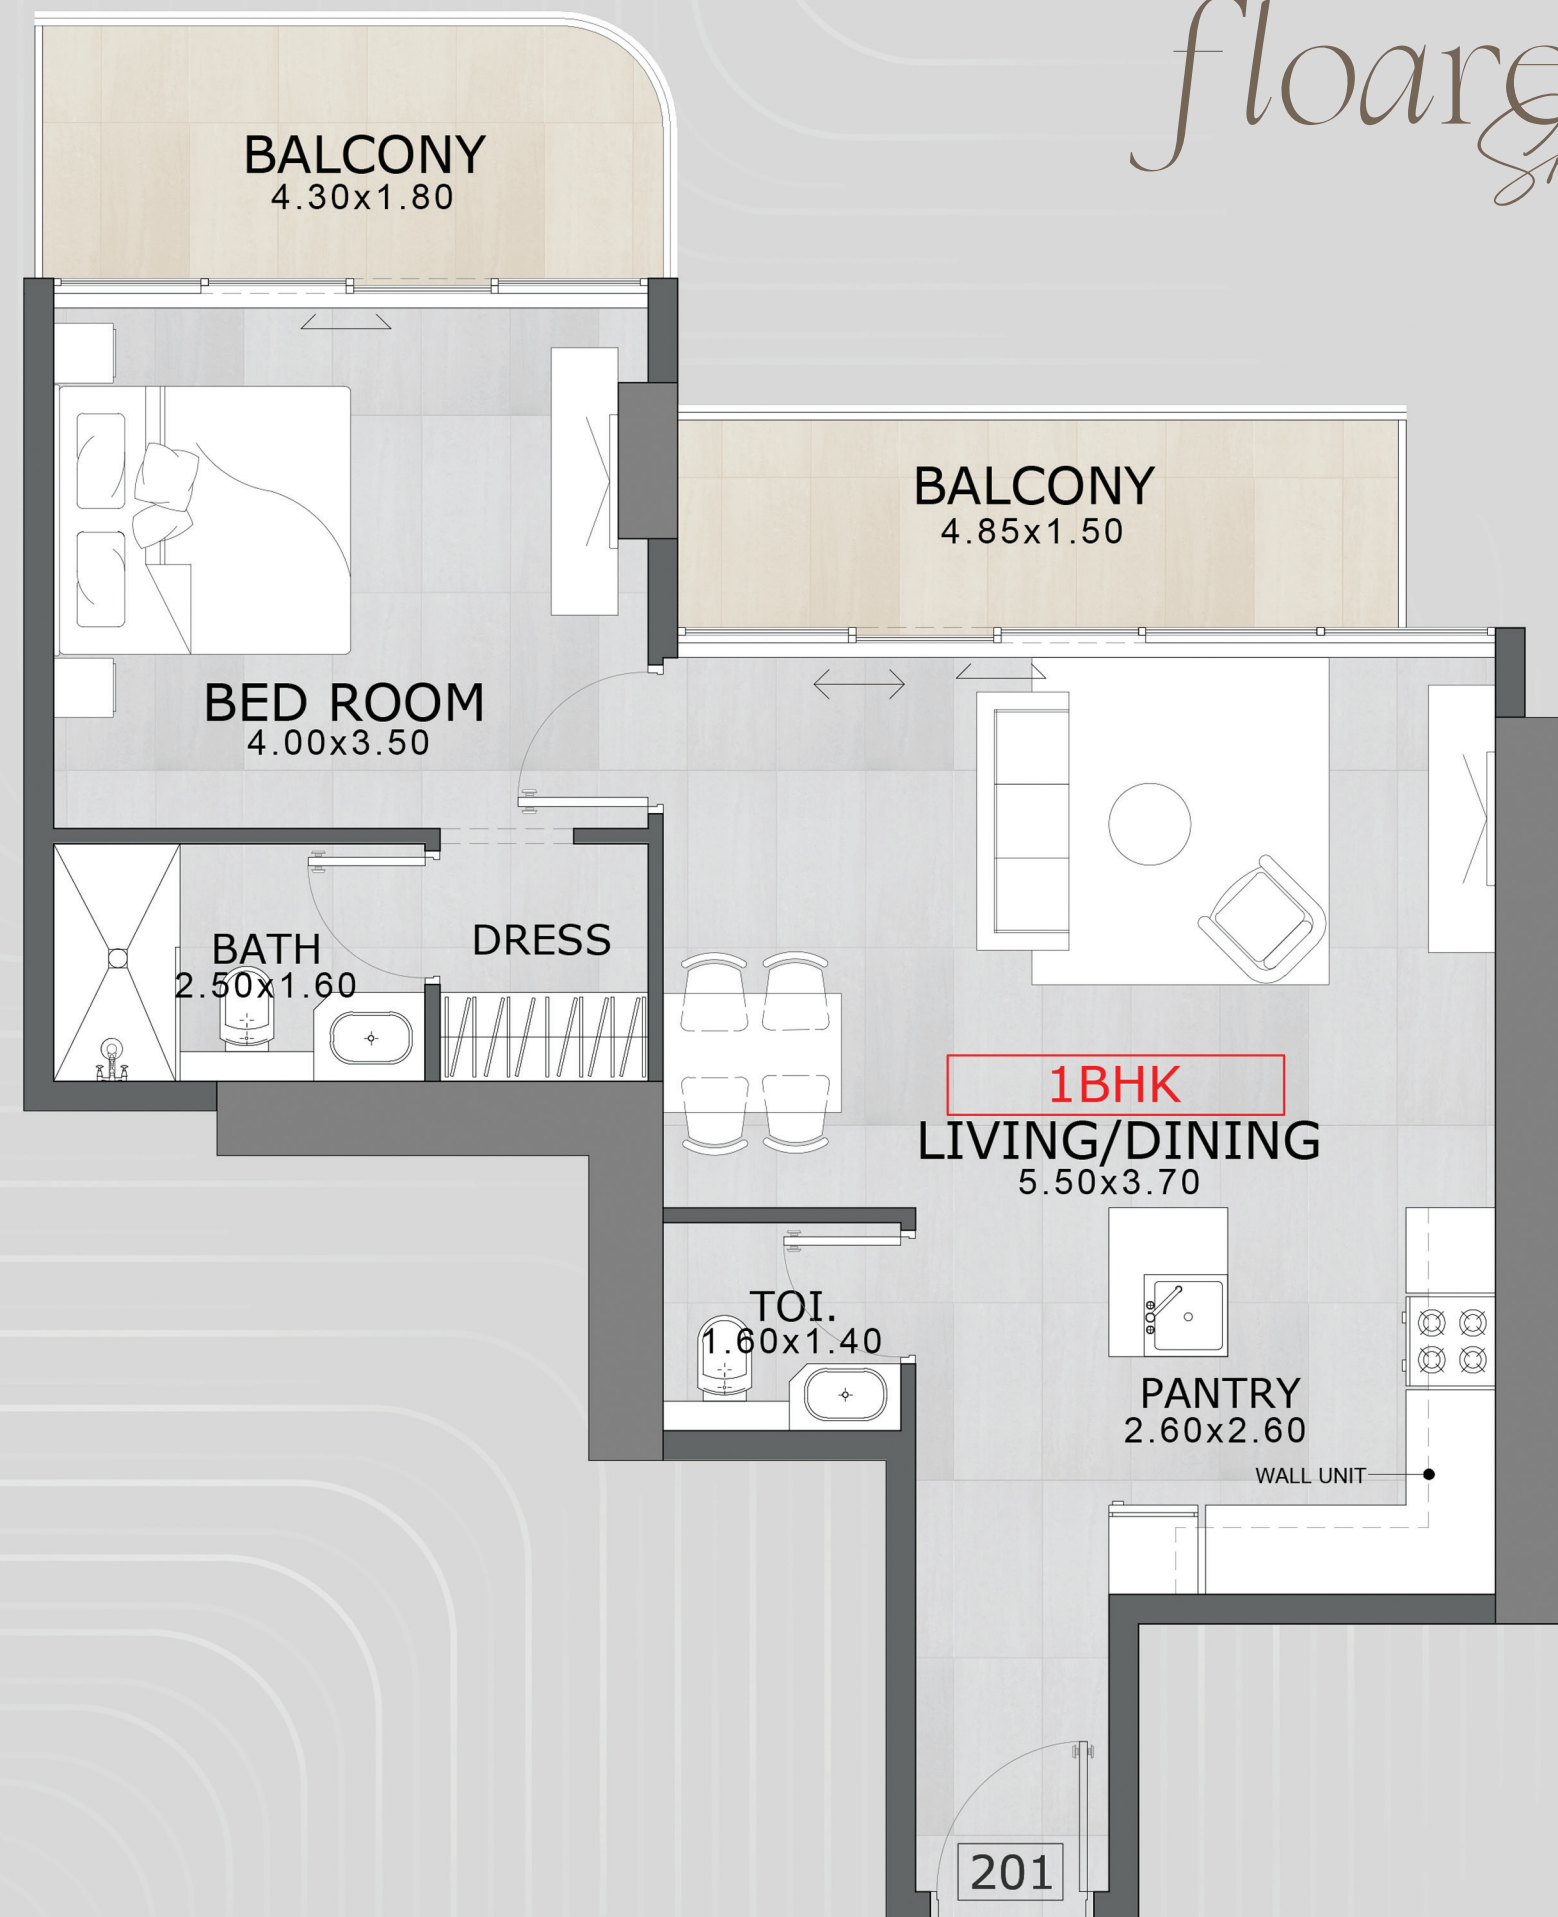 floare
BALCONY
4.30x1.80
BALCONY
4.85x1.50
BED ROOM
4.00x3.50
BATH
2.50x1.60
DRESS
1BHK
LIVING/DINING
5.50x3.70
TOI.
1.60x1.40
PANTRY
2.60x2.60
WALL UNIT
201